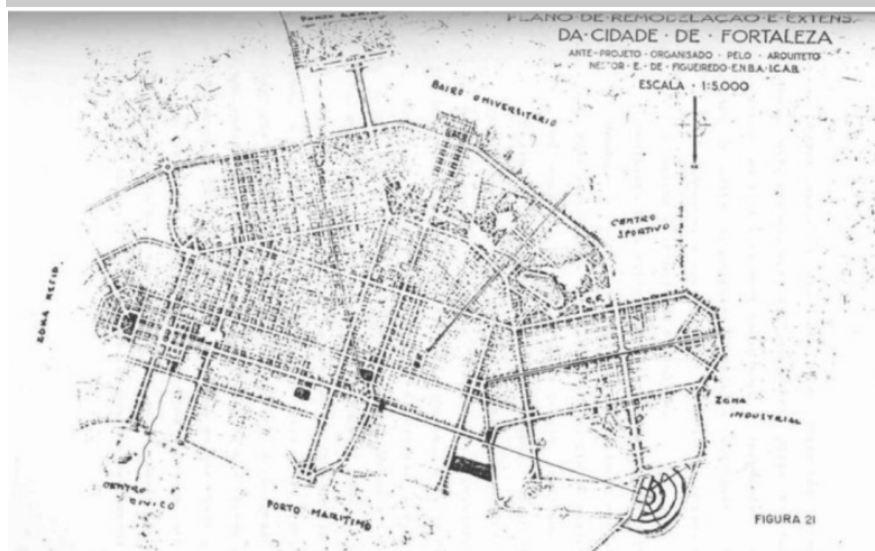 PLANO·DE·REMODELAÇÃO·E·EXTENS
DA·CIDADE·DE·FORTALEZA
ANTE-PROJETO·ORGANISADO·PELO·ARQUITETO
NESTOR·E·DE·FIGUEIREDO·E.N.B.A·I.C.A.B.
ESCALA · 1:5.000
BAIRO UNIVERSITARIO
CENTRO
SPORTIVO
ZONA RESID.
ZONA
INDUSTRIAL
CENTRO
CIVICO
PORTO MARITIMO
FIGURA 21